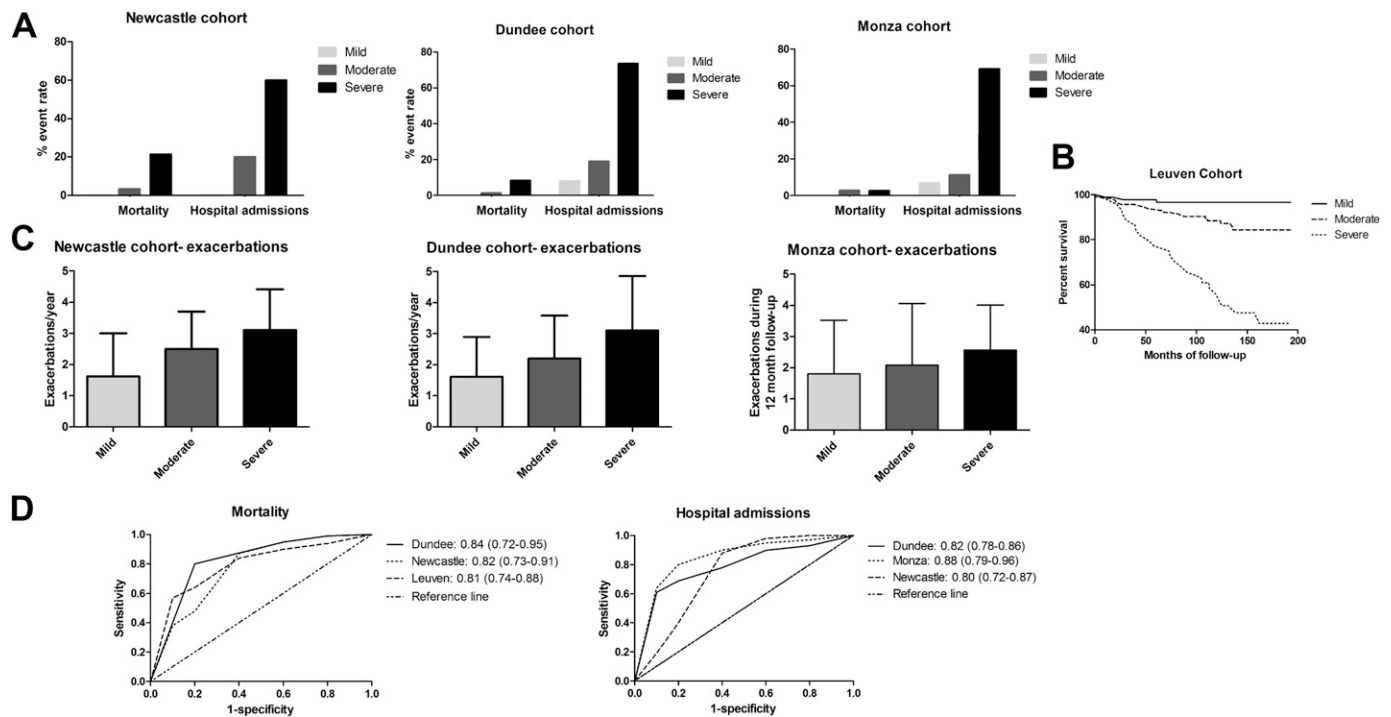 A
Newcastle cohort
% event rate
80
60
40
20
0
Mortality
Hospital admissions
Mild
Moderate
Severe
Dundee cohort
% event rate
80
60
40
20
0
Mortality
Hospital admissions
Mild
Moderate
Severe
Monza cohort
% event rate
80
60
40
20
0
Mortality
Hospital admissions
Mild
Moderate
Severe
B
Leuven Cohort
Percent survival
100
80
60
40
0
50
100
150
200
Months of follow-up
Mild
Moderate
Severe
C
Newcastle cohort- exacerbations
Exacerbations/year
5
4
3
2
1
0
Mild
Moderate
Severe
Dundee cohort- exacerbations
Exacerbations/year
5
4
3
2
1
0
Mild
Moderate
Severe
Monza cohort- exacerbations
Exacerbations during
12 month follow-up
5
4
3
2
1
0
Mild
Moderate
Severe
D
Mortality
Sensitivity
1.0
0.8
0.6
0.4
0.2
0.0
0.0
0.2
0.4
0.6
0.8
1.0
1-specificity
Dundee: 0.84 (0.72-0.95)
Newcastle: 0.82 (0.73-0.91)
Leuven: 0.81 (0.74-0.88)
Reference line
Hospital admissions
Sensitivity
1.0
0.8
0.6
0.4
0.2
0.0
0.0
0.2
0.4
0.6
0.8
1.0
1-specificity
Dundee: 0.82 (0.78-0.86)
Monza: 0.88 (0.79-0.96)
Newcastle: 0.80 (0.72-0.87)
Reference line